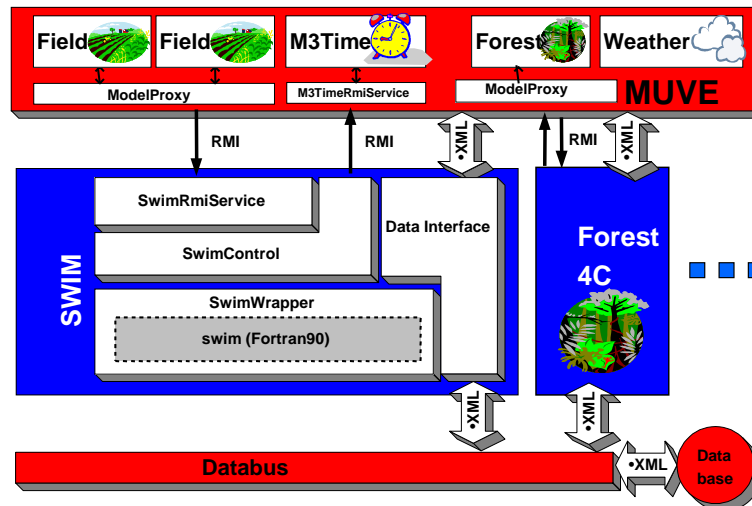 Field
Field
M3Time
Forest
Weather
ModelProxy
M3TimeRmiService
ModelProxy
MUVE
RMI
RMI
•XML
•XML
SWIM
SwimRmiService
SwimControl
Data Interface
SwimWrapper
swim (Fortran90)
Forest
4C
•XML
•XML
Databus
•XML
Data
base